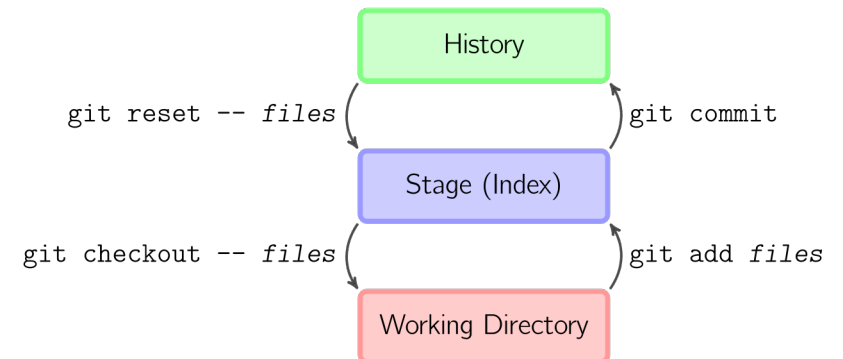 History
git reset -- files
git commit
Stage (Index)
git checkout -- files
git add files
Working Directory